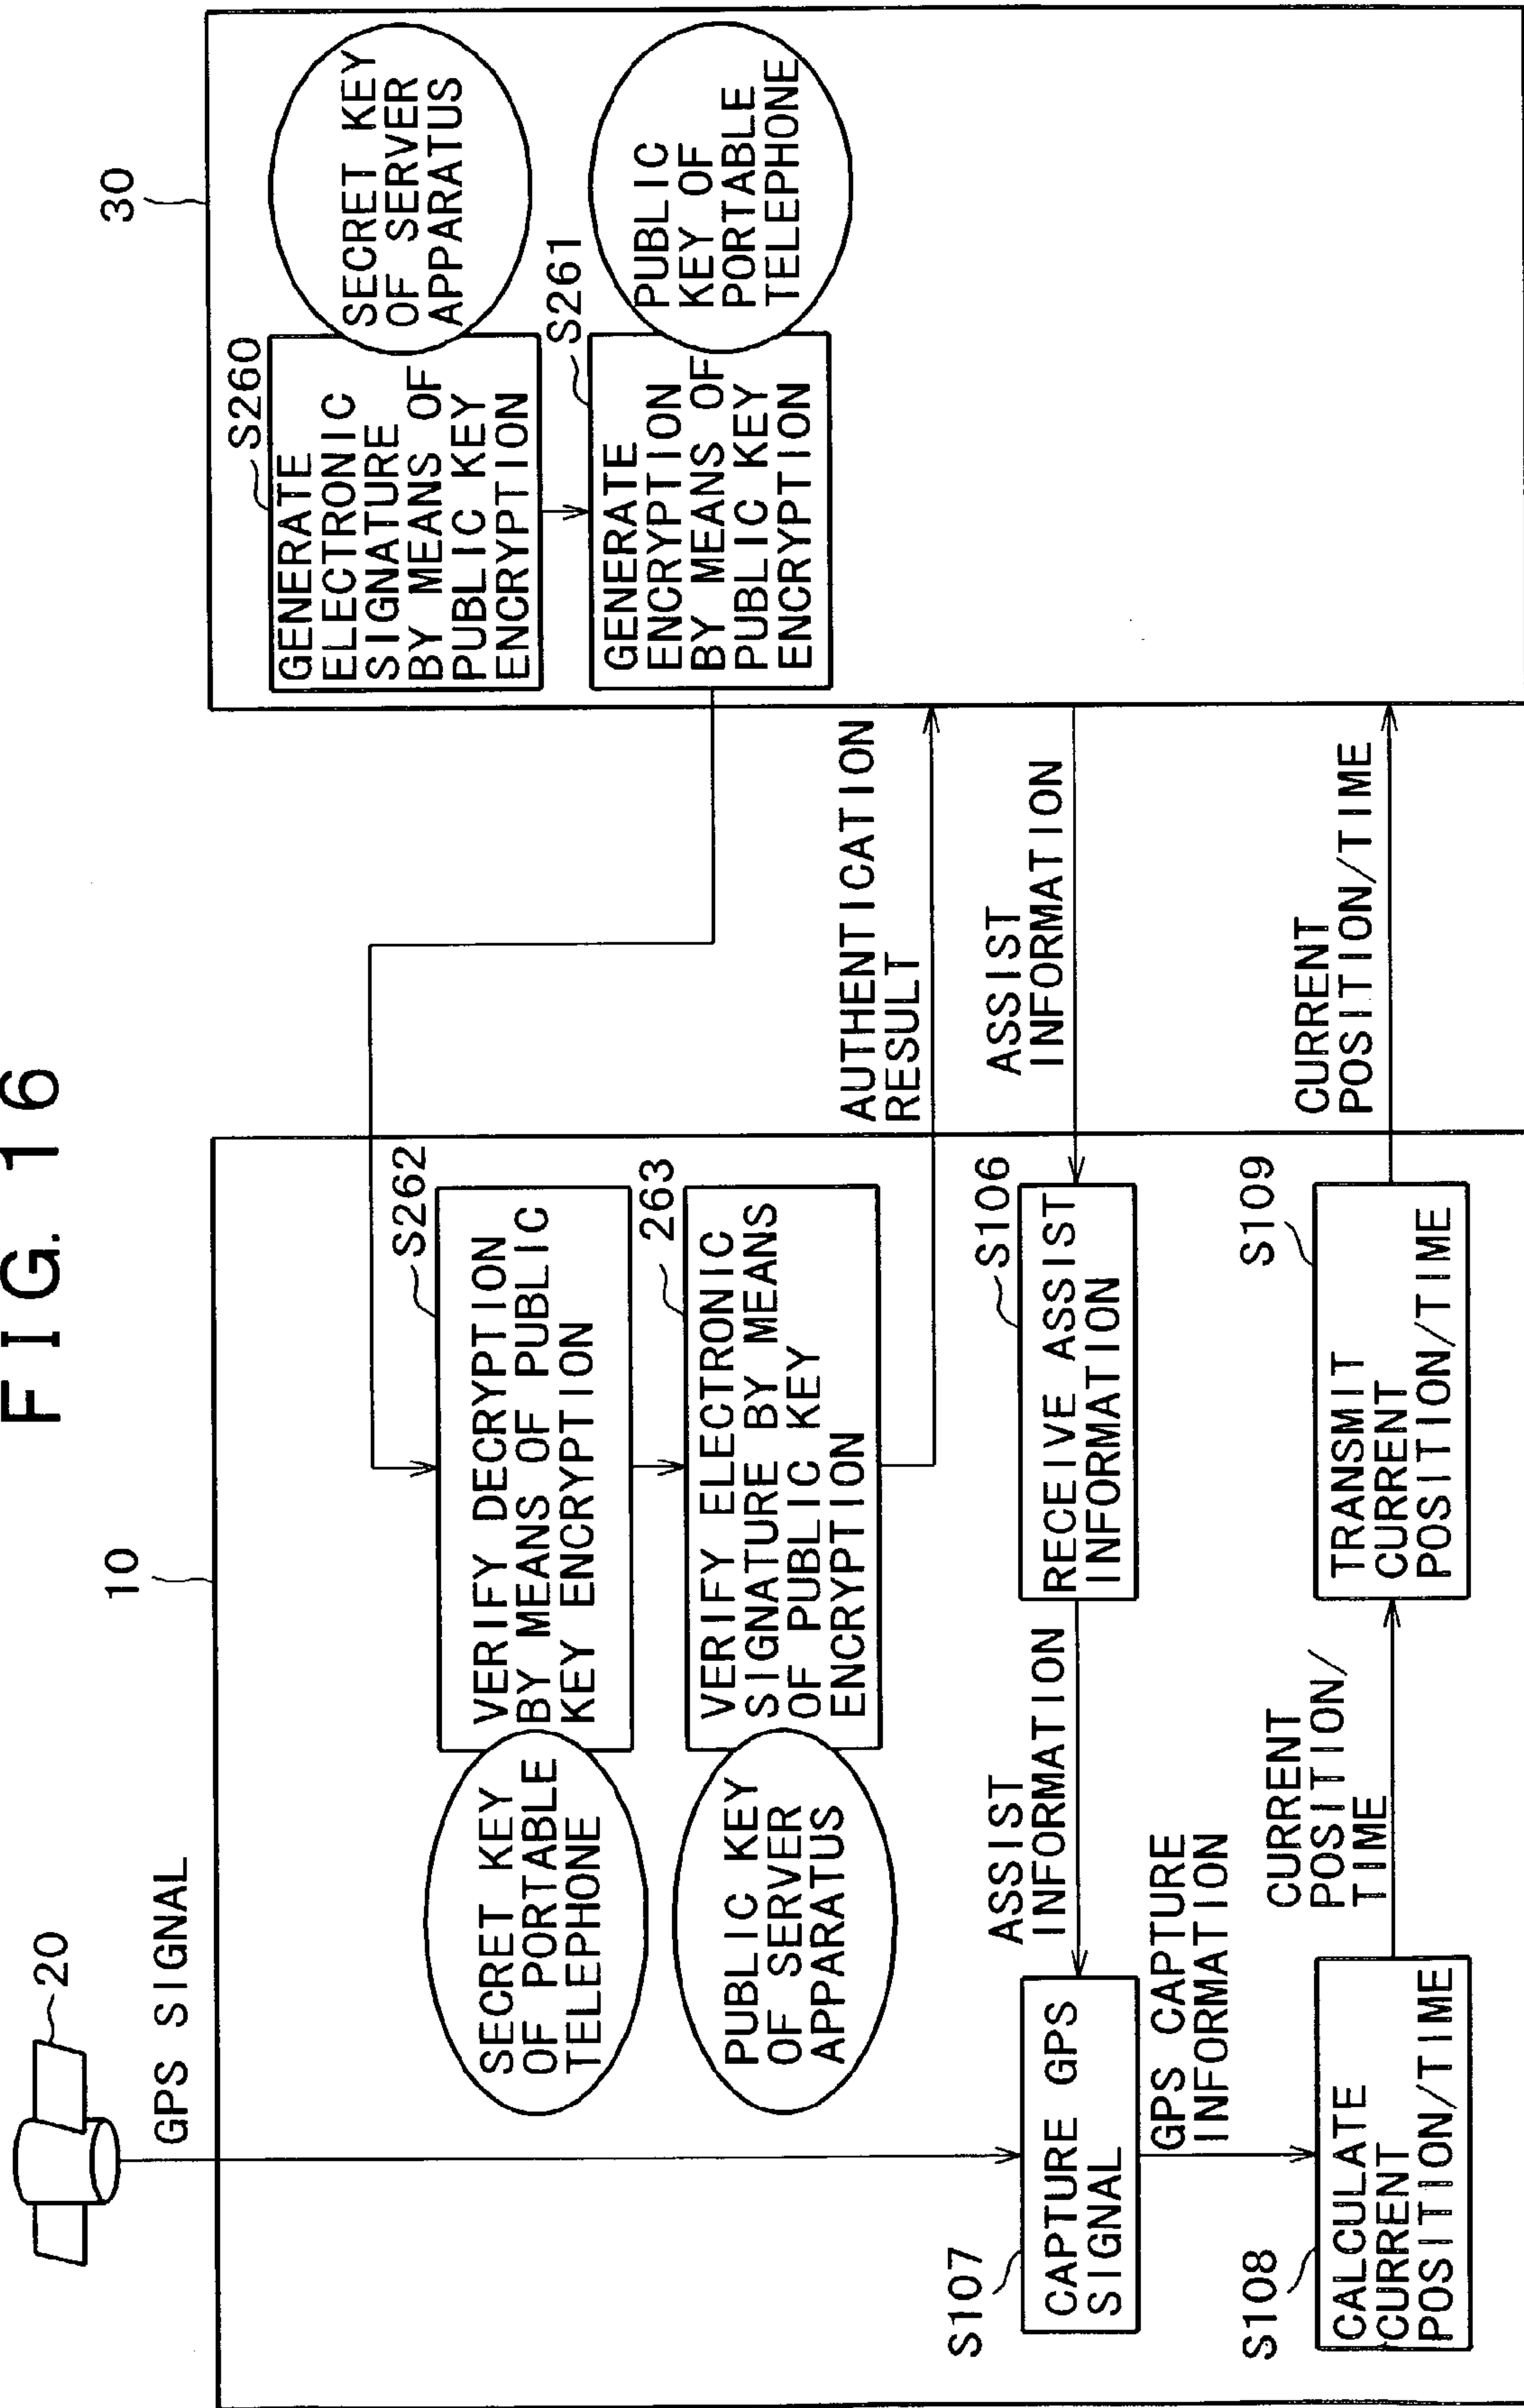 FIG. 16
20
GPS SIGNAL
10
30
S260
GENERATE
ELECTRONIC
SIGNATURE
BY MEANS OF
PUBLIC KEY
ENCRYPTION
SECRET KEY
OF SERVER
APPARATUS
S261
GENERATE
ENCRYPTION
BY MEANS OF
PUBLIC KEY
ENCRYPTION
PUBLIC
KEY OF
PORTABLE
TELEPHONE
S262
VERIFY DECRYPTION
BY MEANS OF PUBLIC
KEY ENCRYPTION
SECRET KEY
OF PORTABLE
TELEPHONE
263
VERIFY ELECTRONIC
SIGNATURE BY MEANS
OF PUBLIC KEY
ENCRYPTION
PUBLIC KEY
OF SERVER
APPARATUS
AUTHENTICATION
RESULT
S107
CAPTURE GPS
SIGNAL
ASSIST
INFORMATION
S106
RECEIVE ASSIST
INFORMATION
ASSIST
INFORMATION
GPS CAPTURE
INFORMATION
S108
CALCULATE
CURRENT
POSITION/TIME
CURRENT
POSITION/
TIME
S109
TRANSMIT
CURRENT
POSITION/TIME
CURRENT
POSITION/TIME